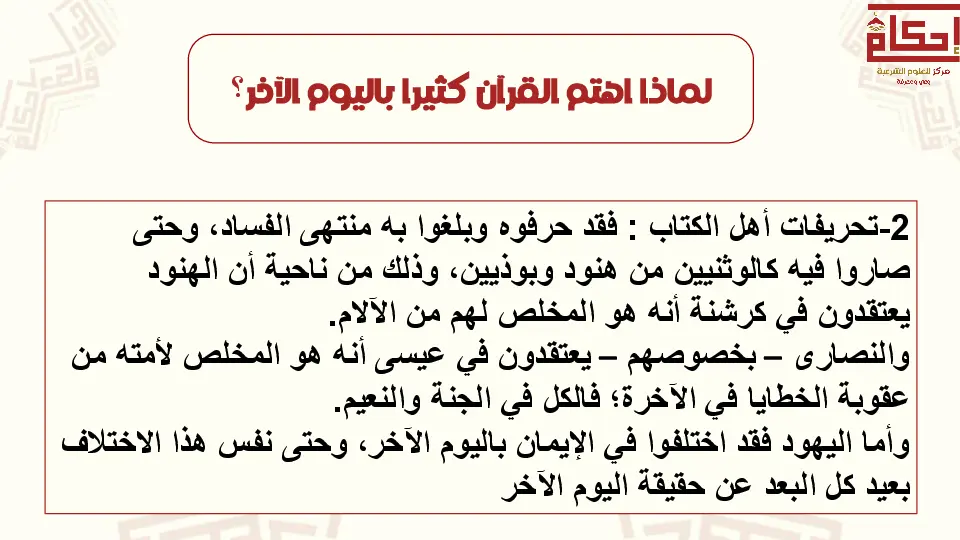 إحكام
مركز للعلوم الشرعية
وعي ومعرفة
لماذا اهتم القرآن كثيرا باليوم الآخر؟
2-تحريفات أهل الكتاب : فقد حرفوه وبلغوا به منتهى الفساد، وحتى
صاروا فيه كالوثنيين من هنود وبوذيين، وذلك من ناحية أن الهنود
يعتقدون في كرشنة أنه هو المخلص لهم من الآلام.
والنصارى – بخصوصهم – يعتقدون في عيسى أنه هو المخلص لأمته من
عقوبة الخطايا في الآخرة؛ فالكل في الجنة والنعيم.
وأما اليهود فقد اختلفوا في الإيمان باليوم الآخر، وحتى نفس هذا الاختلاف
بعيد كل البعد عن حقيقة اليوم الآخر